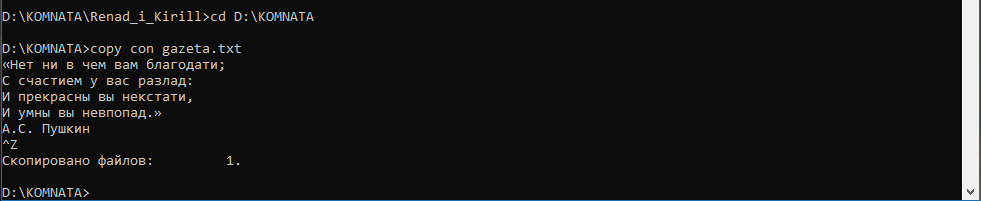 D:\KOMNATA\Renad_i_Kirill>cd D:\KOMNATA
D:\KOMNATA>copy con gazeta.txt
«Нет ни в чем вам благодати;
С счастием у вас разлад:
И прекрасны вы некстати,
И умны вы невпопад.»
А.С. Пушкин
^Z
Скопировано файлов:         1.
D:\KOMNATA>